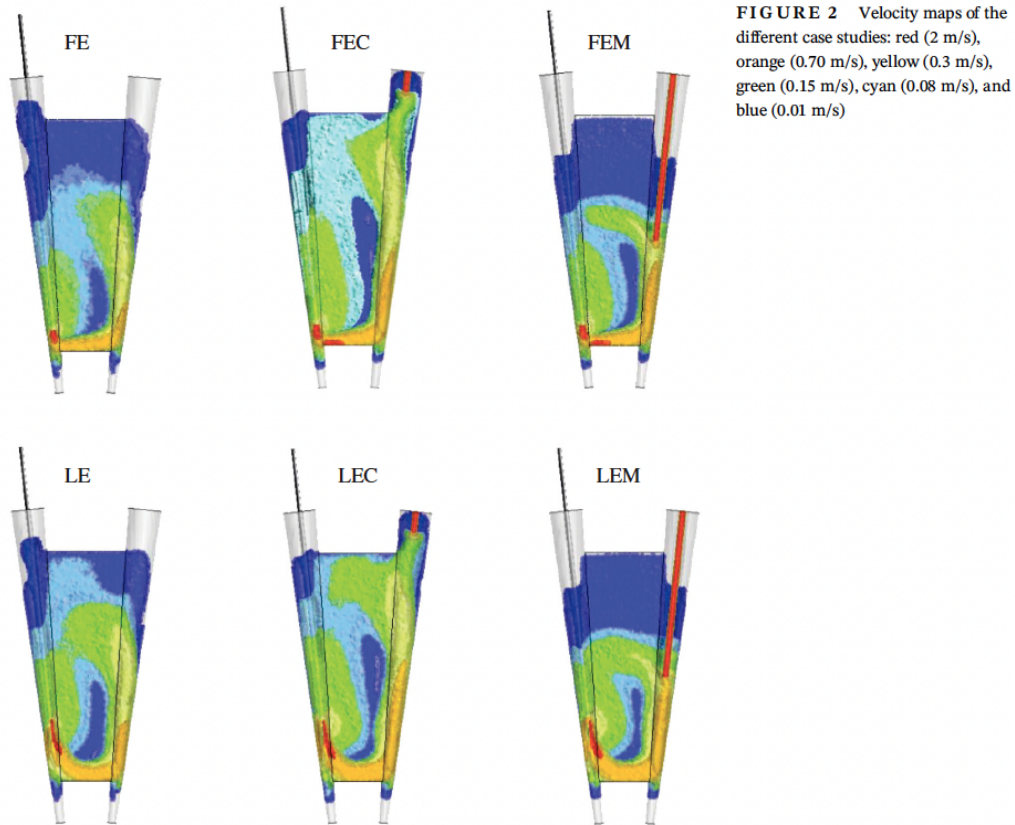 FE
FEC
FEM
FIGURE 2 Velocity maps of the
different case studies: red (2 m/s),
orange (0.70 m/s), yellow (0.3 m/s),
green (0.15 m/s), cyan (0.08 m/s), and
blue (0.01 m/s)
LE
LEC
LEM